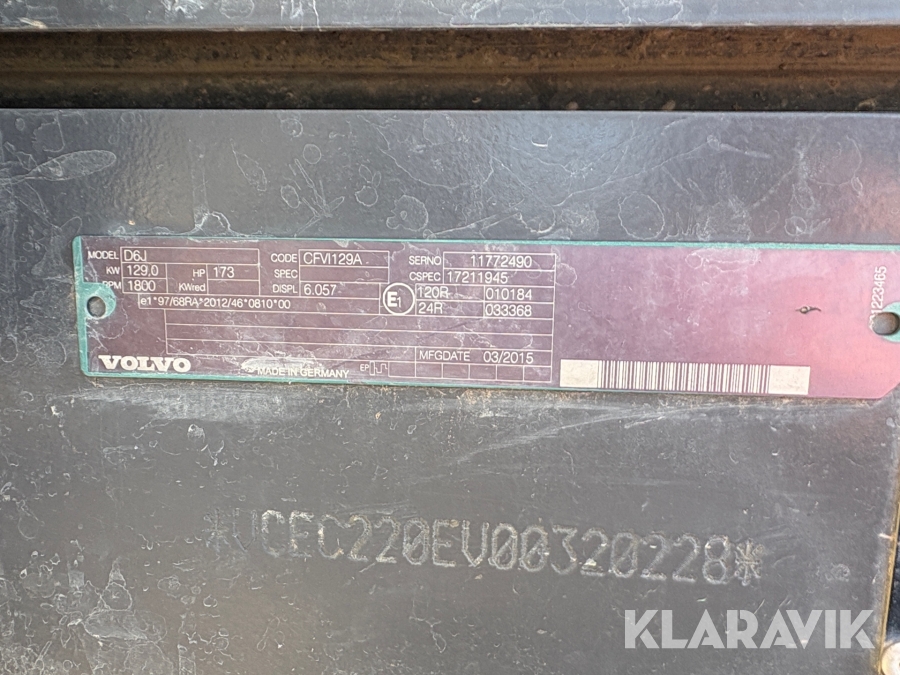 MODEL D6J CODE CFVI129A SERNO 11772490
KW 129.0 HP 173 SPEC CSPEC 17211945
RPM 1800 KWred DISPL 6.057 E1 120R 010184
e1*97/68RA*2012/46*0810*00 24R 033368
MFGDATE 03/2015
VOLVO MADE IN GERMANY EP
*VCEC220EV00320228*
KLARAVIK